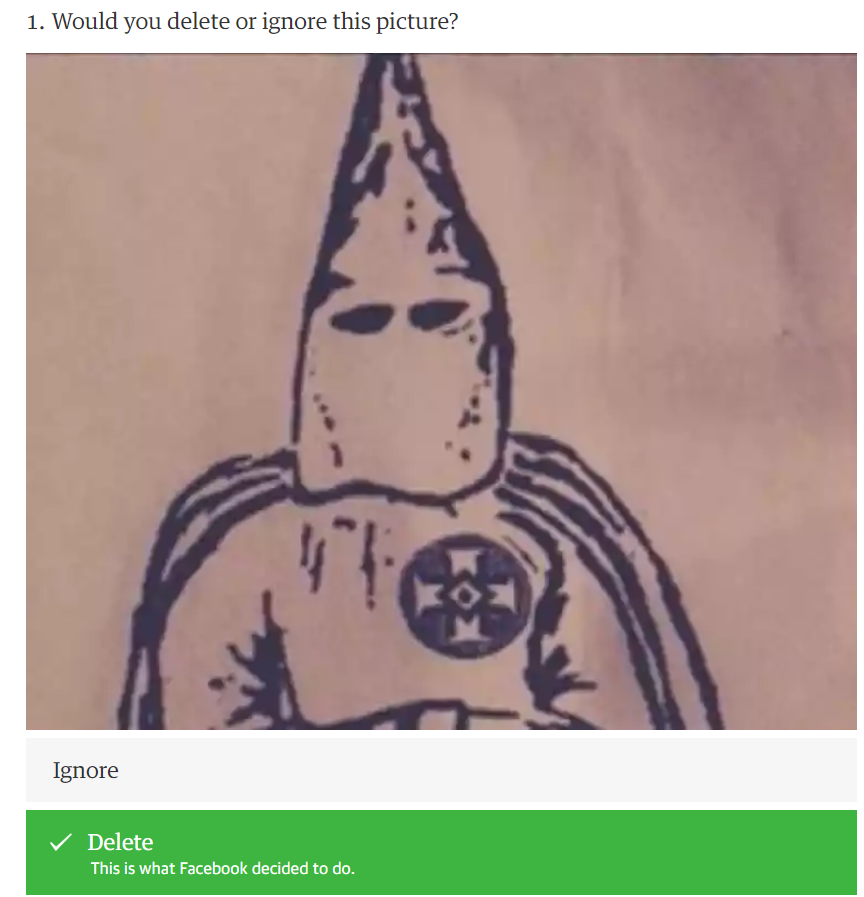 1. Would you delete or ignore this picture?
Ignore
Delete
This is what Facebook decided to do.